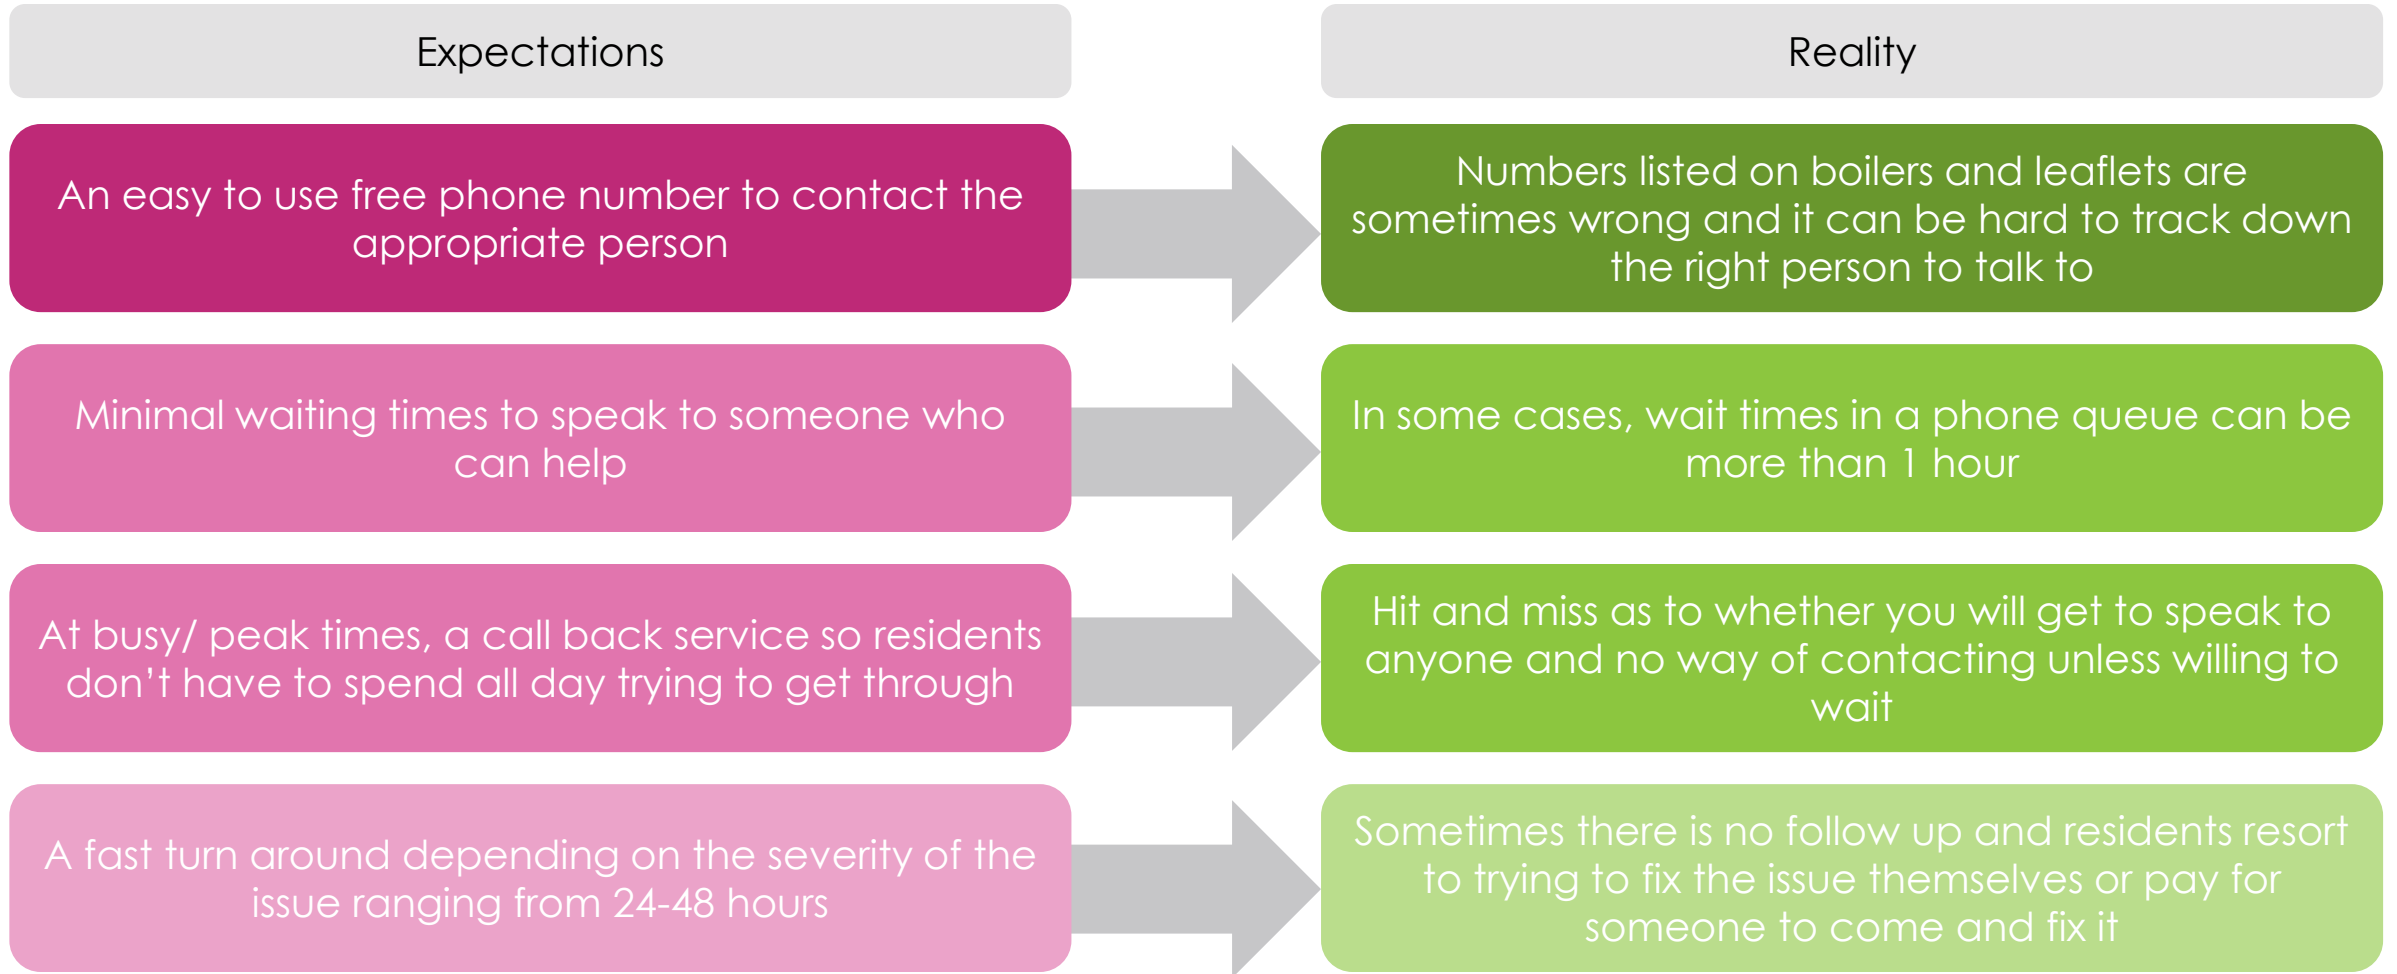 Expectations
Reality
An easy to use free phone number to contact the
appropriate person
Numbers listed on boilers and leaflets are
sometimes wrong and it can be hard to track down
the right person to talk to
Minimal waiting times to speak to someone who
can help
In some cases, wait times in a phone queue can be
more than 1 hour
At busy/ peak times, a call back service so residents
don’t have to spend all day trying to get through
Hit and miss as to whether you will get to speak to
anyone and no way of contacting unless willing to
wait
A fast turn around depending on the severity of the
issue ranging from 24-48 hours
Sometimes there is no follow up and residents resort
to trying to fix the issue themselves or pay for
someone to come and fix it